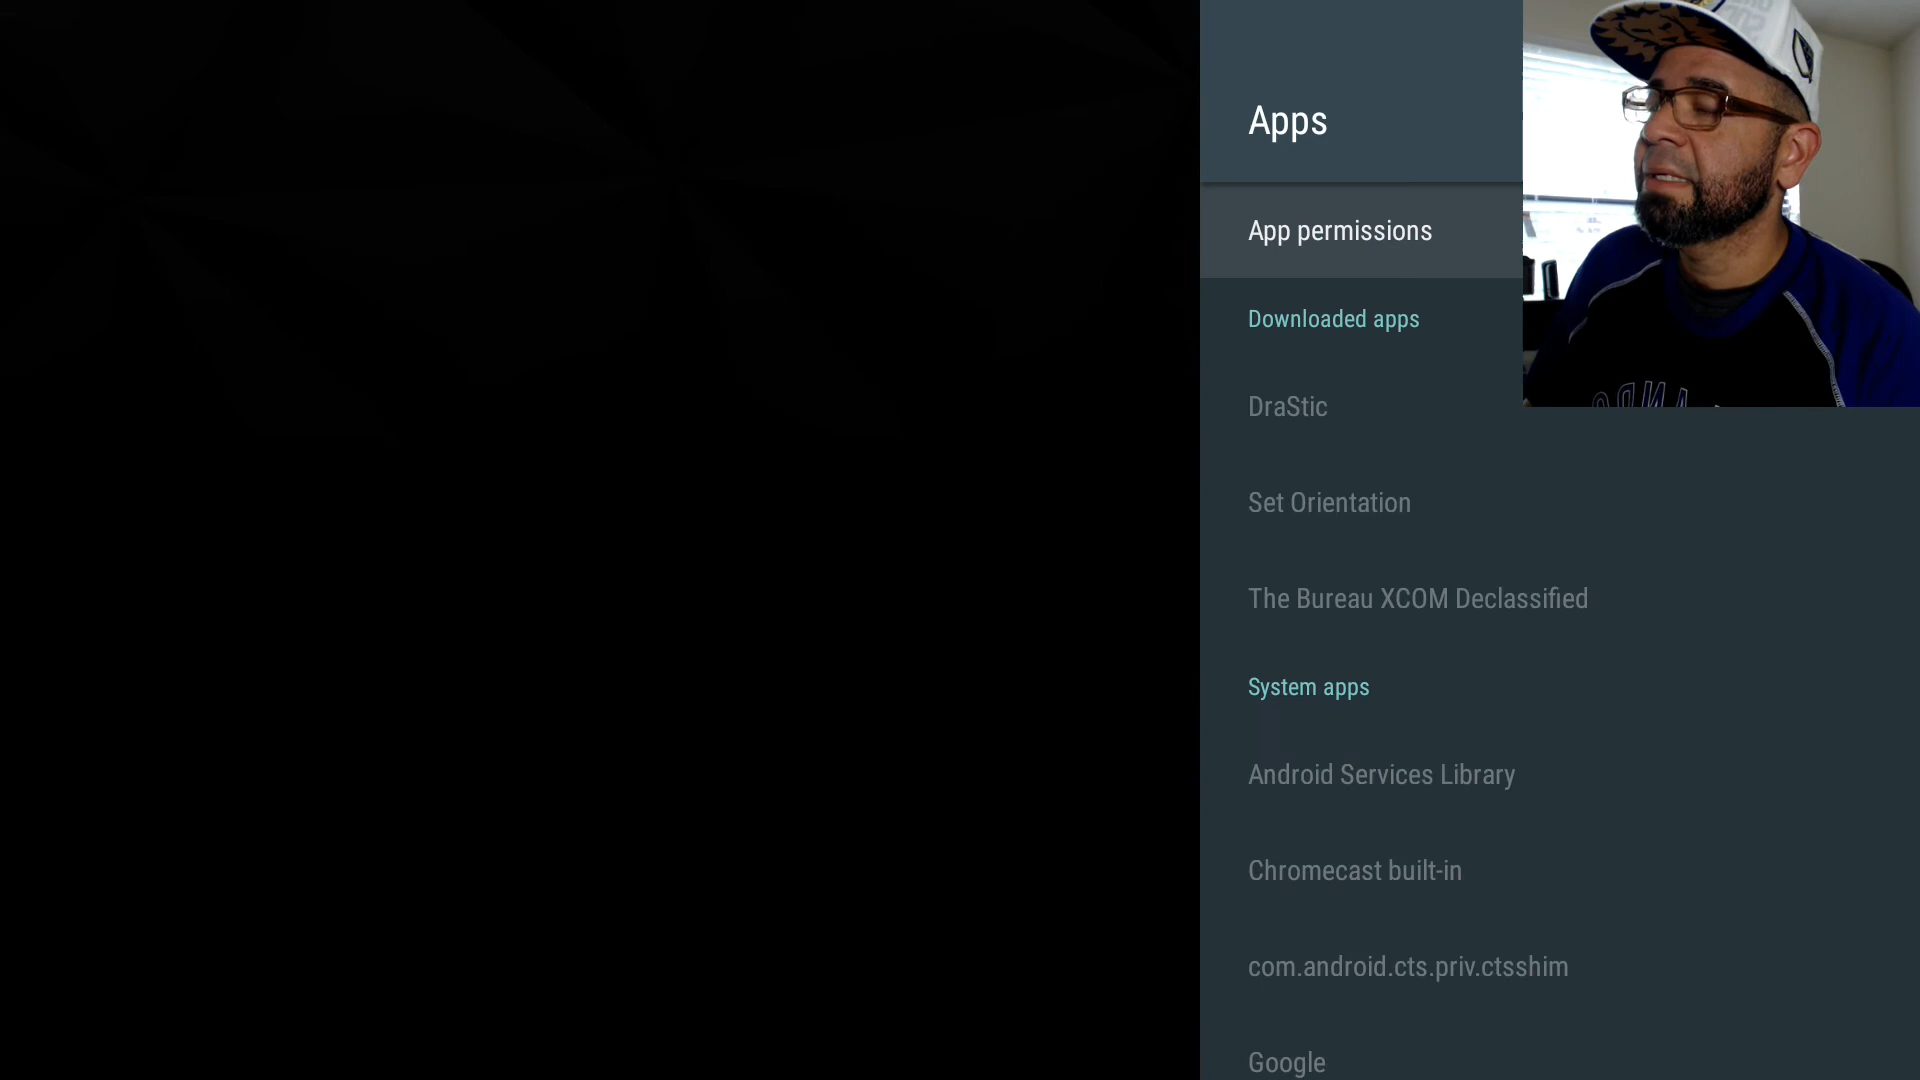 Apps
App permissions
Downloaded apps
DraStic
Set Orientation
The Bureau XCOM Declassified
System apps
Android Services Library
Chromecast built-in
com.android.cts.priv.ctsshim
Google